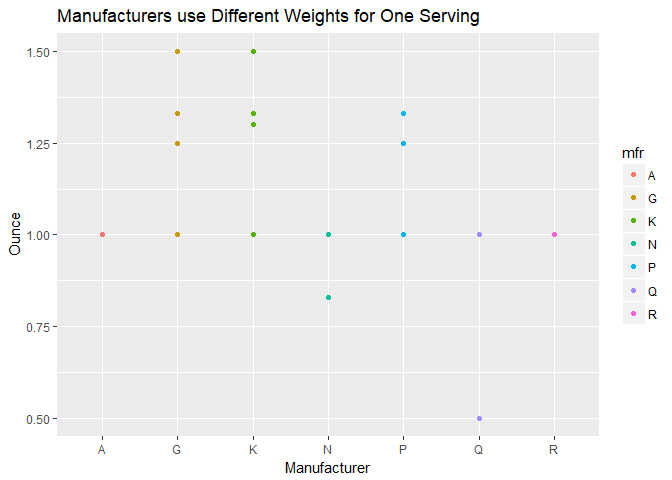 Manufacturers use Different Weights for One Serving
Ounce
1.50
1.25
1.00
0.75
0.50
A G K N P Q R
Manufacturer
mfr
A
G
K
N
P
Q
R